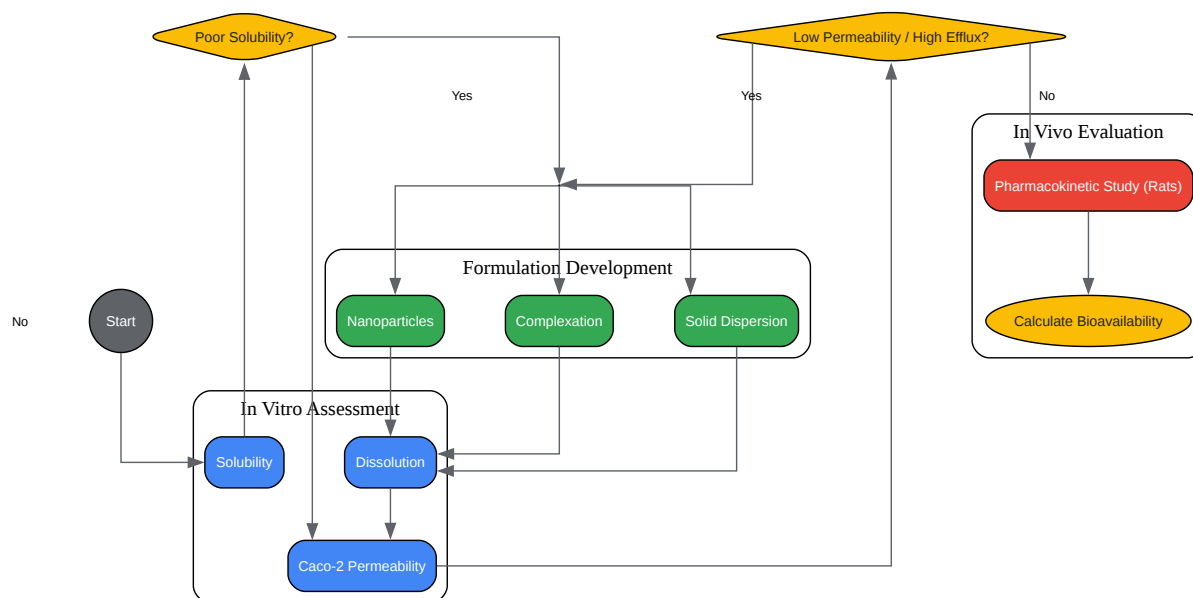 Poor Solubility?
Low Permeability / High Efflux?
Yes
Yes
No
In Vivo Evaluation
Pharmacokinetic Study (Rats)
Formulation Development
Nanoparticles
Complexation
Solid Dispersion
Calculate Bioavailability
No
Start
In Vitro Assessment
Solubility
Dissolution
Caco-2 Permeability